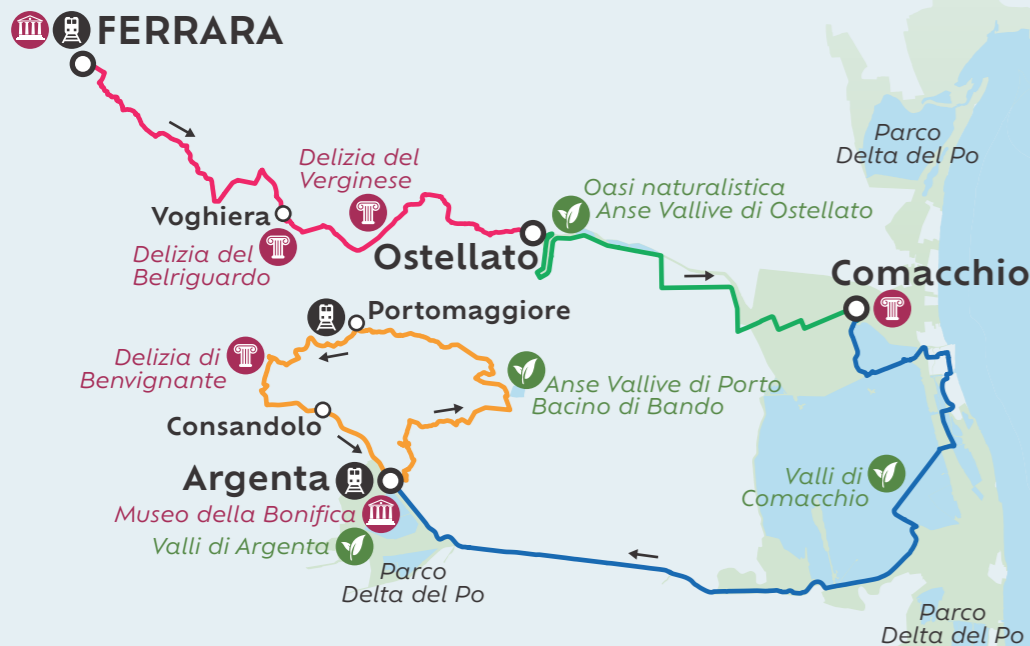 FERRARA
Parco
Delta del Po
Delizia del
Verginese
Oasi naturalistica
Anse Vallive di Ostellato
Voghiera
Delizia del
Belriguardo
Ostellato
Comacchio
Portomaggiore
Delizia di
Benvignante
Anse Vallive di Porto
Bacino di Bando
Consandolo
Argenta
Valli di
Comacchio
Museo della Bonifica
Valli di Argenta
Parco
Delta del Po
Parco
Delta del Po